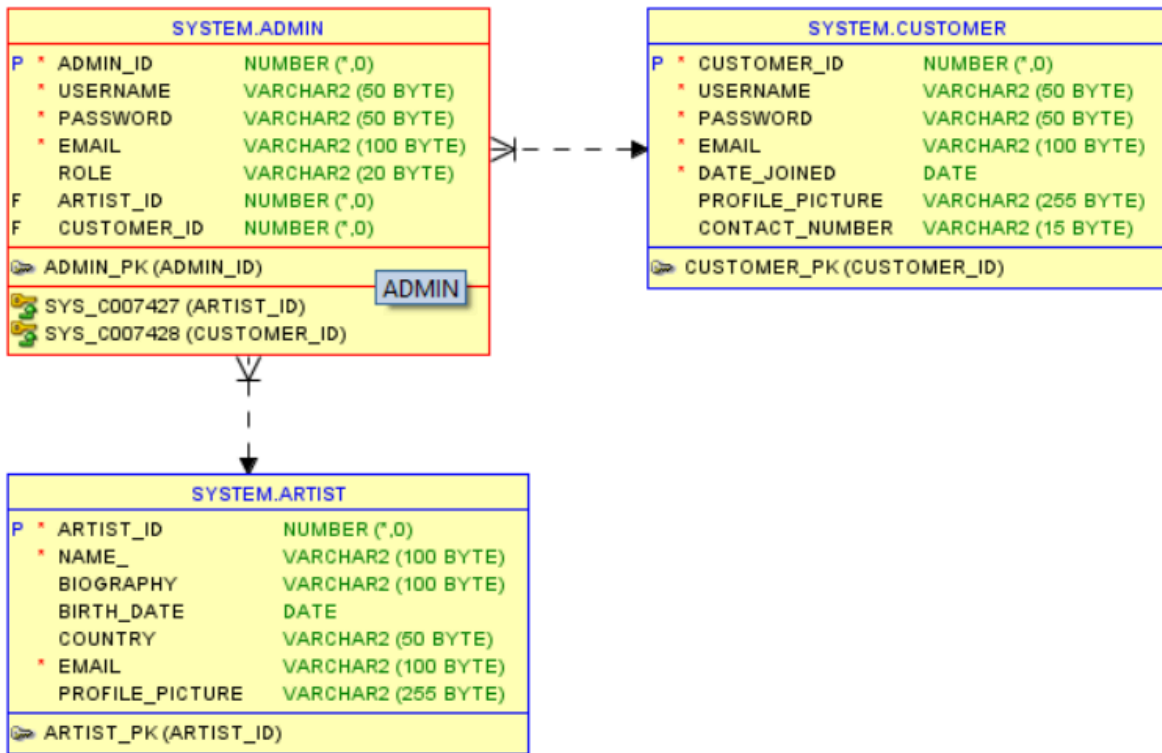 SYSTEM.ADMIN
P * ADMIN_ID NUMBER (*,0)
* USERNAME VARCHAR2 (50 BYTE)
* PASSWORD VARCHAR2 (50 BYTE)
* EMAIL VARCHAR2 (100 BYTE)
ROLE VARCHAR2 (20 BYTE)
F ARTIST_ID NUMBER (*,0)
F CUSTOMER_ID NUMBER (*,0)
ADMIN_PK (ADMIN_ID)
ADMIN
SYS_C007427 (ARTIST_ID)
SYS_C007428 (CUSTOMER_ID)
SYSTEM.CUSTOMER
P * CUSTOMER_ID NUMBER (*,0)
* USERNAME VARCHAR2 (50 BYTE)
* PASSWORD VARCHAR2 (50 BYTE)
* EMAIL VARCHAR2 (100 BYTE)
* DATE_JOINED DATE
PROFILE_PICTURE VARCHAR2 (255 BYTE)
CONTACT_NUMBER VARCHAR2 (15 BYTE)
CUSTOMER_PK (CUSTOMER_ID)
SYSTEM.ARTIST
P * ARTIST_ID NUMBER (*,0)
* NAME_ VARCHAR2 (100 BYTE)
BIOGRAPHY VARCHAR2 (100 BYTE)
BIRTH_DATE DATE
COUNTRY VARCHAR2 (50 BYTE)
* EMAIL VARCHAR2 (100 BYTE)
PROFILE_PICTURE VARCHAR2 (255 BYTE)
ARTIST_PK (ARTIST_ID)